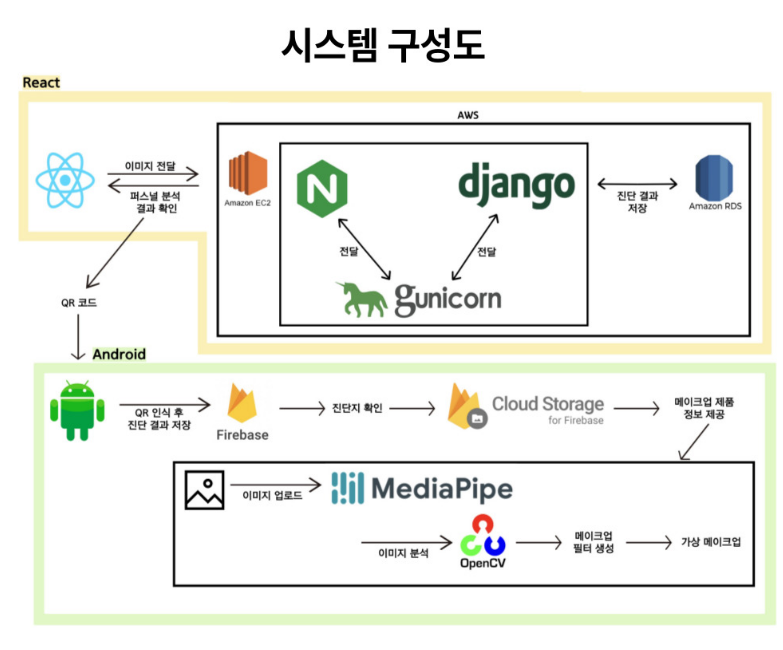 시스템 구성도
React
AWS
이미지 전달
퍼스널 분석
결과 확인
Amazon EC2
N
django
진단 결과
저장
Amazon RDS
전달
전달
gunicorn
QR 코드
Android
QR 인식 후
진단 결과 저장
Firebase
진단지 확인
Cloud Storage
for Firebase
메이크업 제품
정보 제공
이미지 업로드
MediaPipe
이미지 분석
OpenCV
메이크업
필터 생성
가상 메이크업